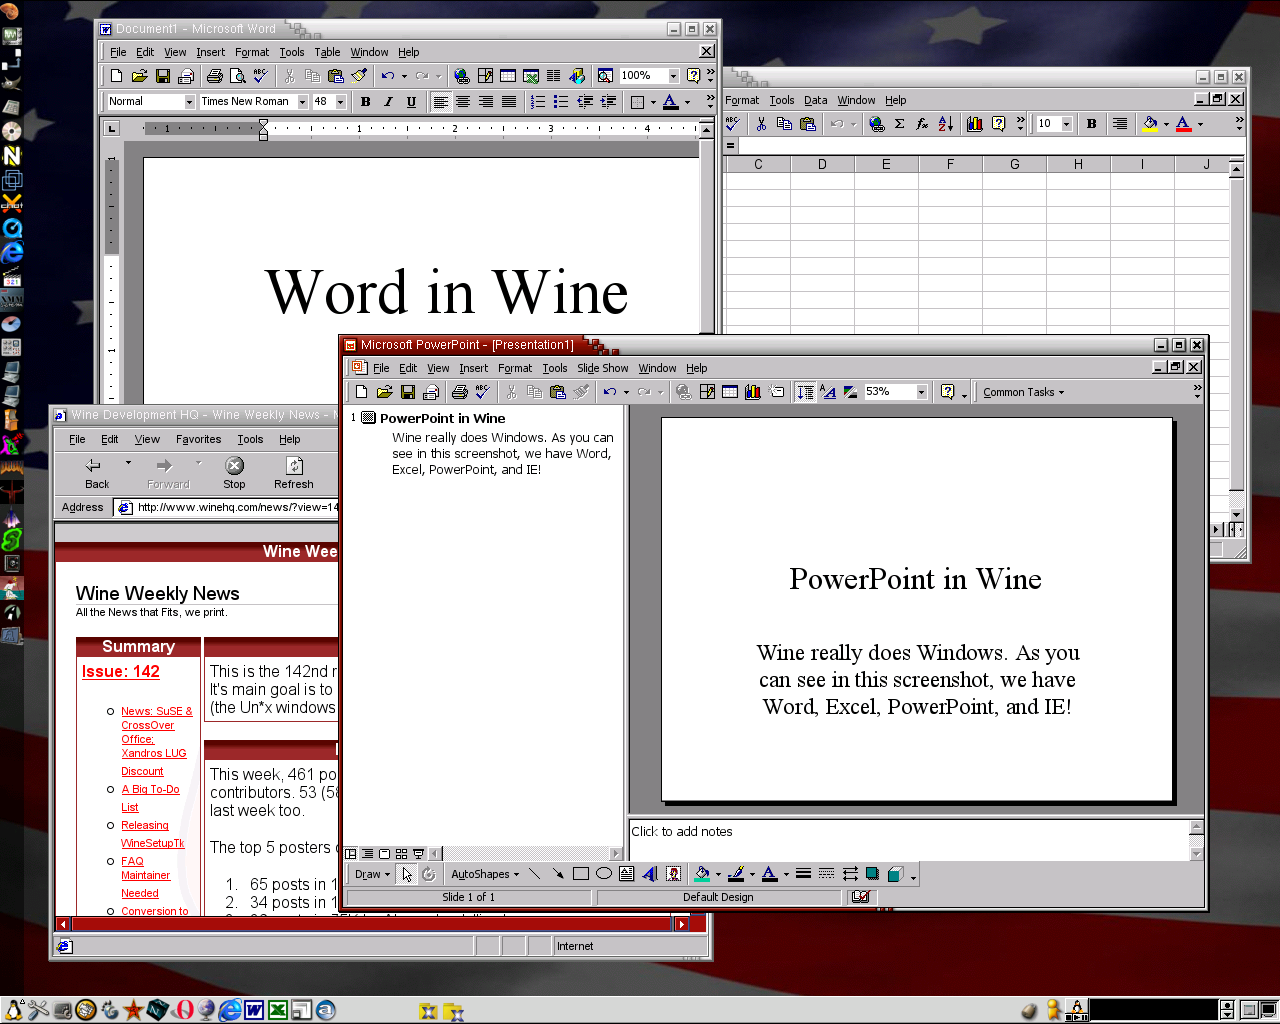 Document1 - Microsoft Word
File Edit View Insert Format Tools Table Window Help
100%
Normal Times New Roman 48 B I U
1 1 2 3 4
Word in Wine
Format Tools Data Window Help
10 B
=
C D E F G H I J
Microsoft PowerPoint - [Presentation1]
File Edit View Insert Format Tools Slide Show Window Help
53% Common Tasks
1 PowerPoint in Wine
Wine really does Windows. As you can
see in this screenshot, we have Word,
Excel, PowerPoint, and IE!
PowerPoint in Wine
Wine really does Windows. As you
can see in this screenshot, we have
Word, Excel, PowerPoint, and IE!
Click to add notes
Draw AutoShapes
Slide 1 of 1 Default Design
Wine Development HQ - Wine Weekly News - M
File Edit View Favorites Tools Help
Back Forward Stop Refresh
Address http://www.winehq.com/news/?view=14
Wine Wee
Wine Weekly News
All the News that Fits, we print.
Summary
Issue: 142
News: SuSE &
CrossOver
Office;
Xandros LUG
Discount
A Big To-Do
List
Releasing
WineSetupTk
FAQ
Maintainer
Needed
Conversion to
This is the 142nd
It's main goal is to
(the Un*x windows
This week, 461 po
contributors. 53 (58
last week too.
The top 5 posters
1. 65 posts in 1
2. 34 posts in 1
Internet